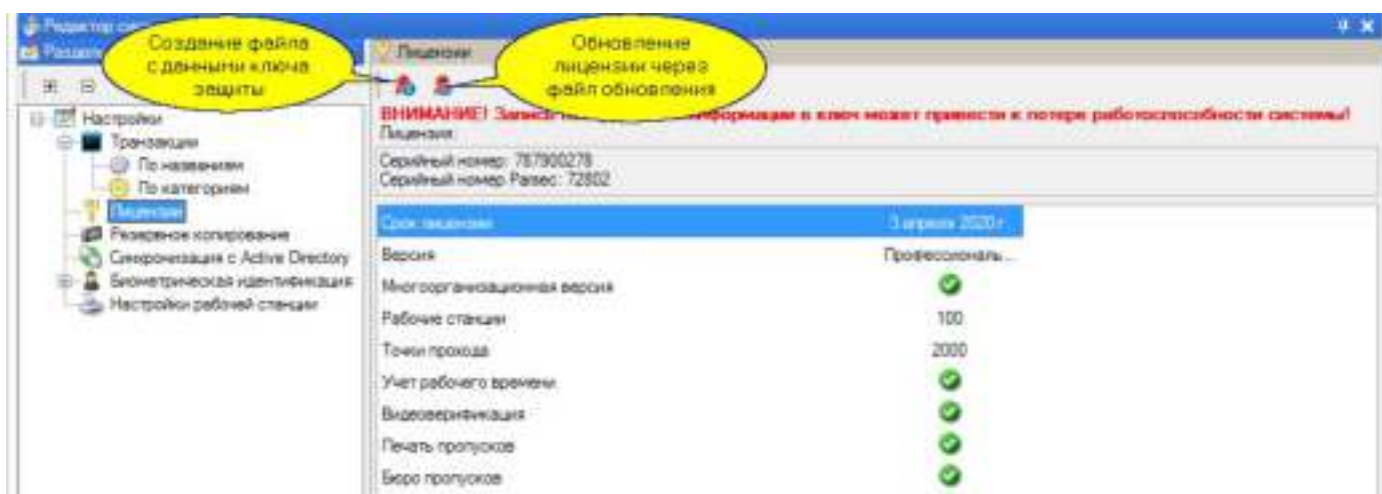 Редактор
Создание файла
с данными ключа
защиты
Лицензии
Обновление
лицензии через
файл обновления
ВНИМАНИЕ! информации в ключ может привести к потере работоспособности системы!
Лицензия
Серийный номер: 787900278
Серийный номер Parsec: 72802
Настройки
Транзакции
По названиям
По категориям
Лицензии
Резервное копирование
Синхронизация с Active Directory
Биометрическая идентификация
Настройки рабочей станции
Срок лицензии 3 апреля 2020 г.
Версия Профессиональ...
Многоорганизационная версия
Рабочие станции 100
Точки прохода 2000
Учет рабочего времени
Видеоверификация
Печать пропусков
Бюро пропусков